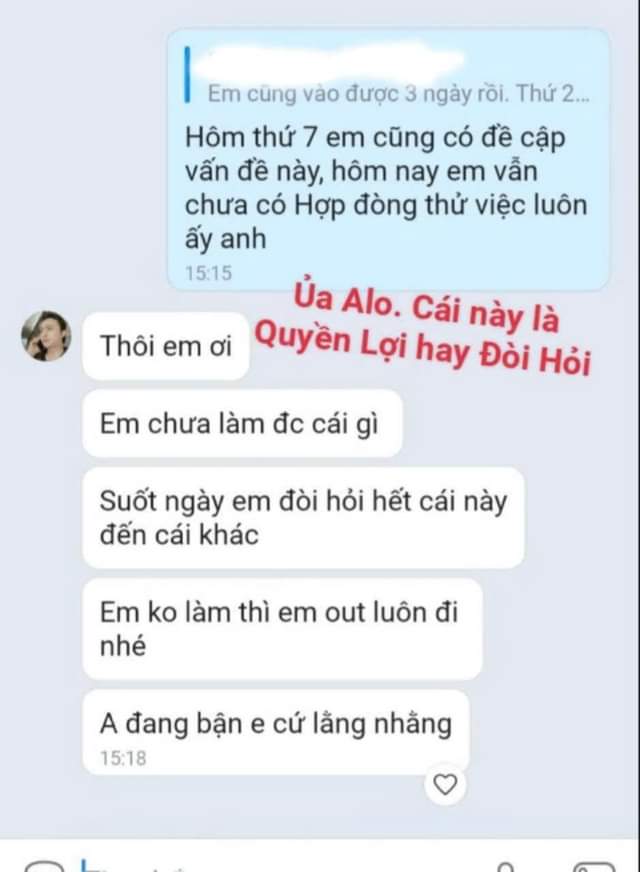 Em cũng vào được 3 ngày rồi. Thứ 2...
Hôm thứ 7 em cũng có đề cập
vấn đề này, hôm nay em vẫn
chưa có Hợp đòng thử việc luôn
ấy anh
15:15
Ủa Alo. Cái này là
Quyền Lợi hay Đòi Hỏi
Thôi em ơi
Em chưa làm đc cái gì
Suốt ngày em đòi hỏi hết cái này
đến cái khác
Em ko làm thì em out luôn đi
nhé
A đang bận e cứ lằng nhằng
15:18